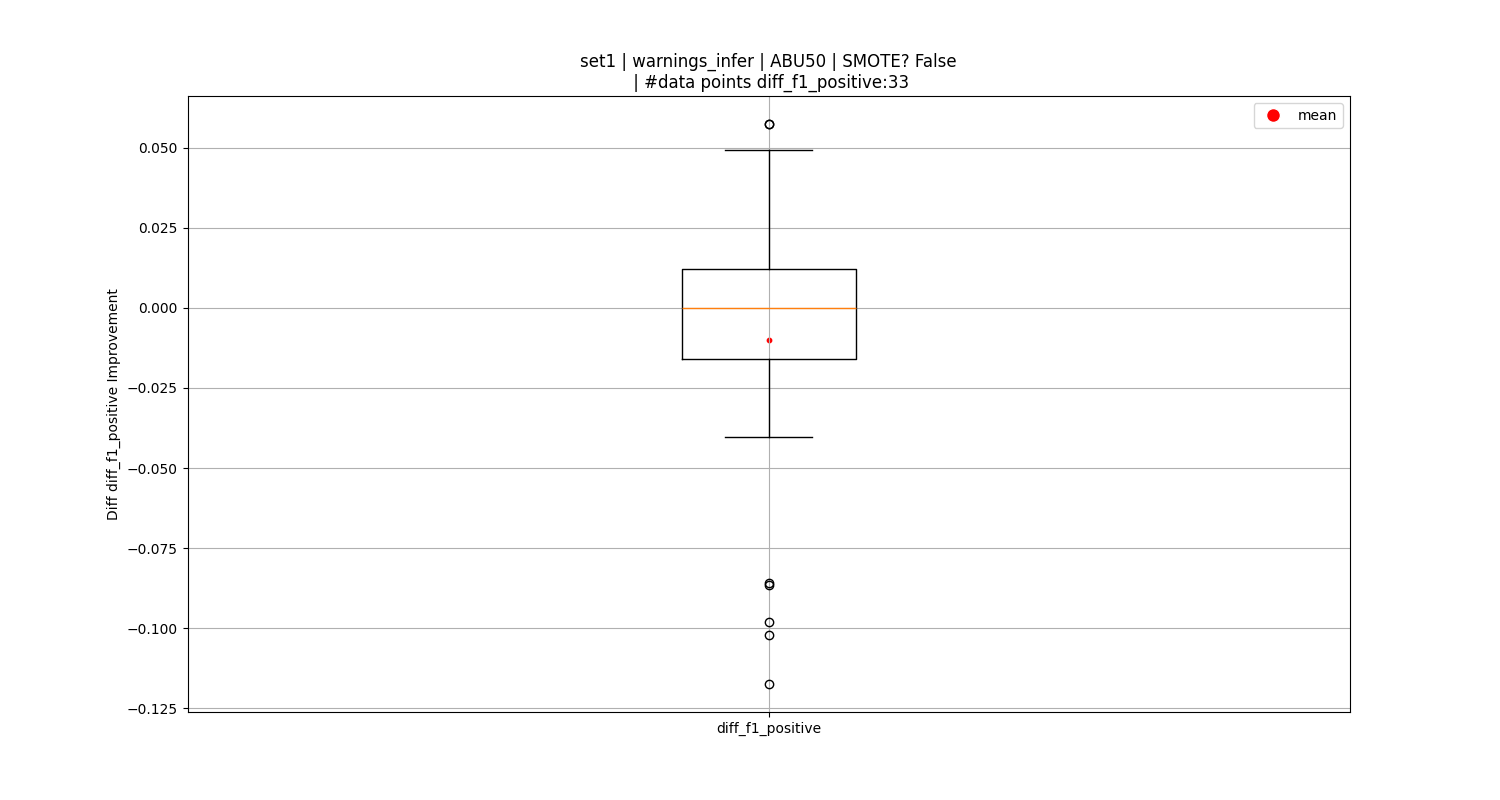 set1 | warnings_infer | ABU50 | SMOTE? False
| #data points diff_f1_positive:33
mean
0.050
0.025
0.000
−0.025
−0.050
−0.075
−0.100
−0.125
Diff diff_f1_positive Improvement
diff_f1_positive